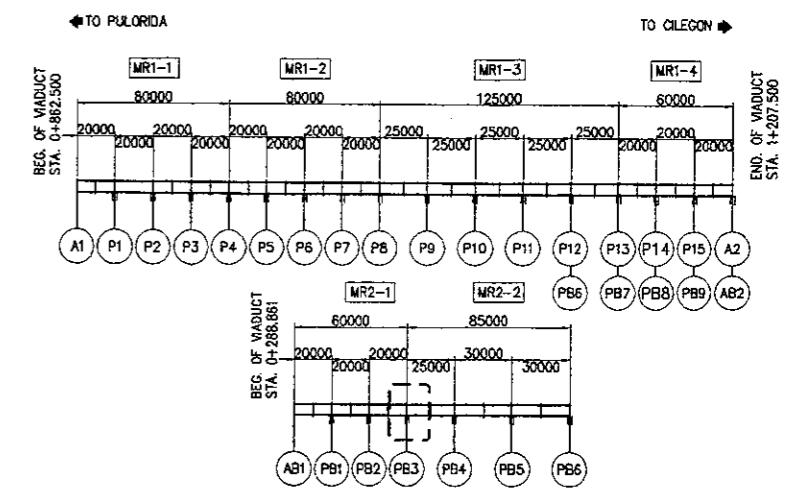 TO PULORIDA
TO CILEGON
MR1-1
MR1-2
MR1-3
MR1-4
BEG. OF VIADUCT
STA. 0+862.500
80000
80000
125000
60000
END. OF VIADUCT
STA. 1+207.500
20000 20000 20000 20000 25000 25000 25000 20000
20000 20000 20000 20000 25000 25000 20000 20000
A1 P1 P2 P3 P4 P5 P6 P7 P8 P9 P10 P11 P12 P13 P14 P15 A2
PB6 PB7 PB8 PB9 AB2
MR2-1
MR2-2
BEG. OF VIADUCT
STA. 0+288.861
60000
85000
20000 20000 30000
20000 25000 30000
AB1 PB1 PB2 PB3 PB4 PB5 PB6